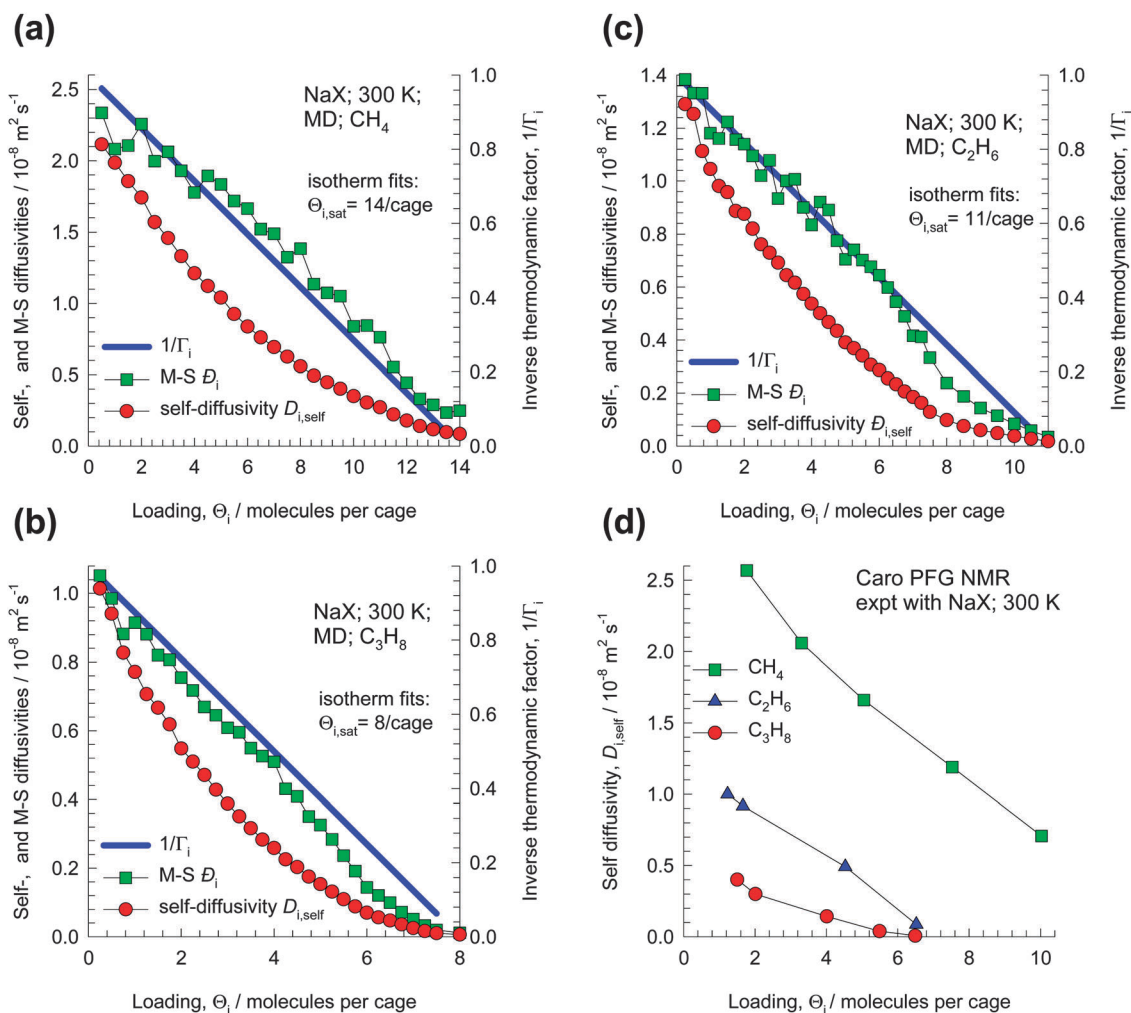 (a)
2.5
2.0
1.5
1.0
0.5
0.0
Self-, and M-S diffusivities / 10⁻⁸ m² s⁻¹
NaX; 300 K;
MD; CH₄
isotherm fits:
Θi,sat= 14/cage
1/Γi
M-S Đi
self-diffusivity Di,self
1.0
0.8
0.6
0.4
0.2
0.0
Inverse thermodynamic factor, 1/Γi
0 2 4 6 8 10 12 14
Loading, Θi / molecules per cage
(c)
1.4
1.2
1.0
0.8
0.6
0.4
0.2
0.0
Self-, and M-S diffusivities / 10⁻⁸ m² s⁻¹
NaX; 300 K;
MD; C₂H₆
isotherm fits:
Θi,sat= 11/cage
1/Γi
M-S Đi
self-diffusivity Đi,self
1.0
0.8
0.6
0.4
0.2
0.0
Inverse thermodynamic factor, 1/Γi
0 2 4 6 8 10
Loading, Θi / molecules per cage
(b)
1.0
0.8
0.6
0.4
0.2
0.0
Self-, and M-S diffusivities / 10⁻⁸ m² s⁻¹
NaX; 300 K;
MD; C₃H₈
isotherm fits:
Θi,sat= 8/cage
1/Γi
M-S Đi
self-diffusivity Di,self
1.0
0.8
0.6
0.4
0.2
0.0
Inverse thermodynamic factor, 1/Γi
0 2 4 6 8
Loading, Θi / molecules per cage
(d)
2.5
2.0
1.5
1.0
0.5
0.0
Self diffusivity, Di,self / 10⁻⁸ m² s⁻¹
Caro PFG NMR
expt with NaX; 300 K
CH₄
C₂H₆
C₃H₈
0 2 4 6 8 10
Loading, Θi / molecules per cage